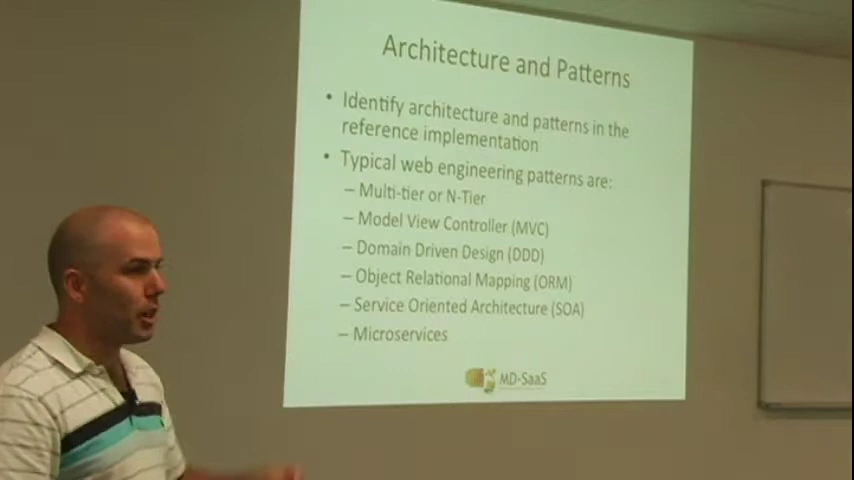 Architecture and Patterns
• Identify architecture and patterns in the
reference implementation
• Typical web engineering patterns are:
– Multi-tier or N-Tier
– Model View Controller (MVC)
– Domain Driven Design (DDD)
– Object Relational Mapping (ORM)
– Service Oriented Architecture (SOA)
– Microservices
MD-SaaS